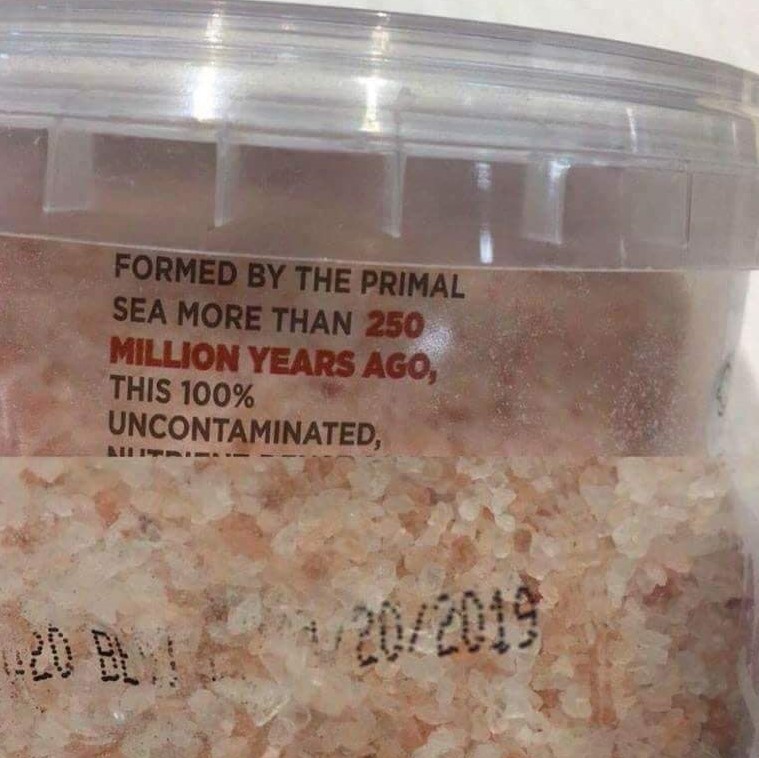 FORMED BY THE PRIMAL
SEA MORE THAN 250
MILLION YEARS AGO,
THIS 100%
UNCONTAMINATED,
20/2019